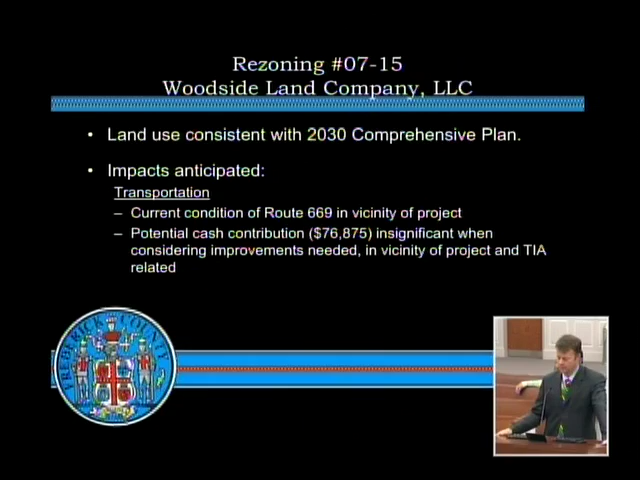 Rezoning #07-15
Woodside Land Company, LLC
• Land use consistent with 2030 Comprehensive Plan.
• Impacts anticipated:
Transportation
– Current condition of Route 669 in vicinity of project
– Potential cash contribution ($76,875) insignificant when
considering improvements needed, in vicinity of project and TIA
related
FREDERICK COUNTY